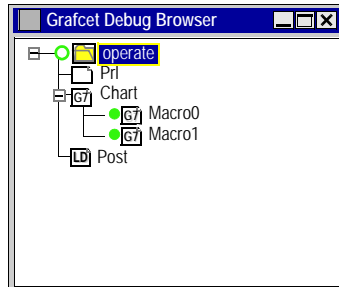 Grafcet Debug Browser
operate
Prl
G7 Chart
G7 Macro0
G7 Macro1
LD Post